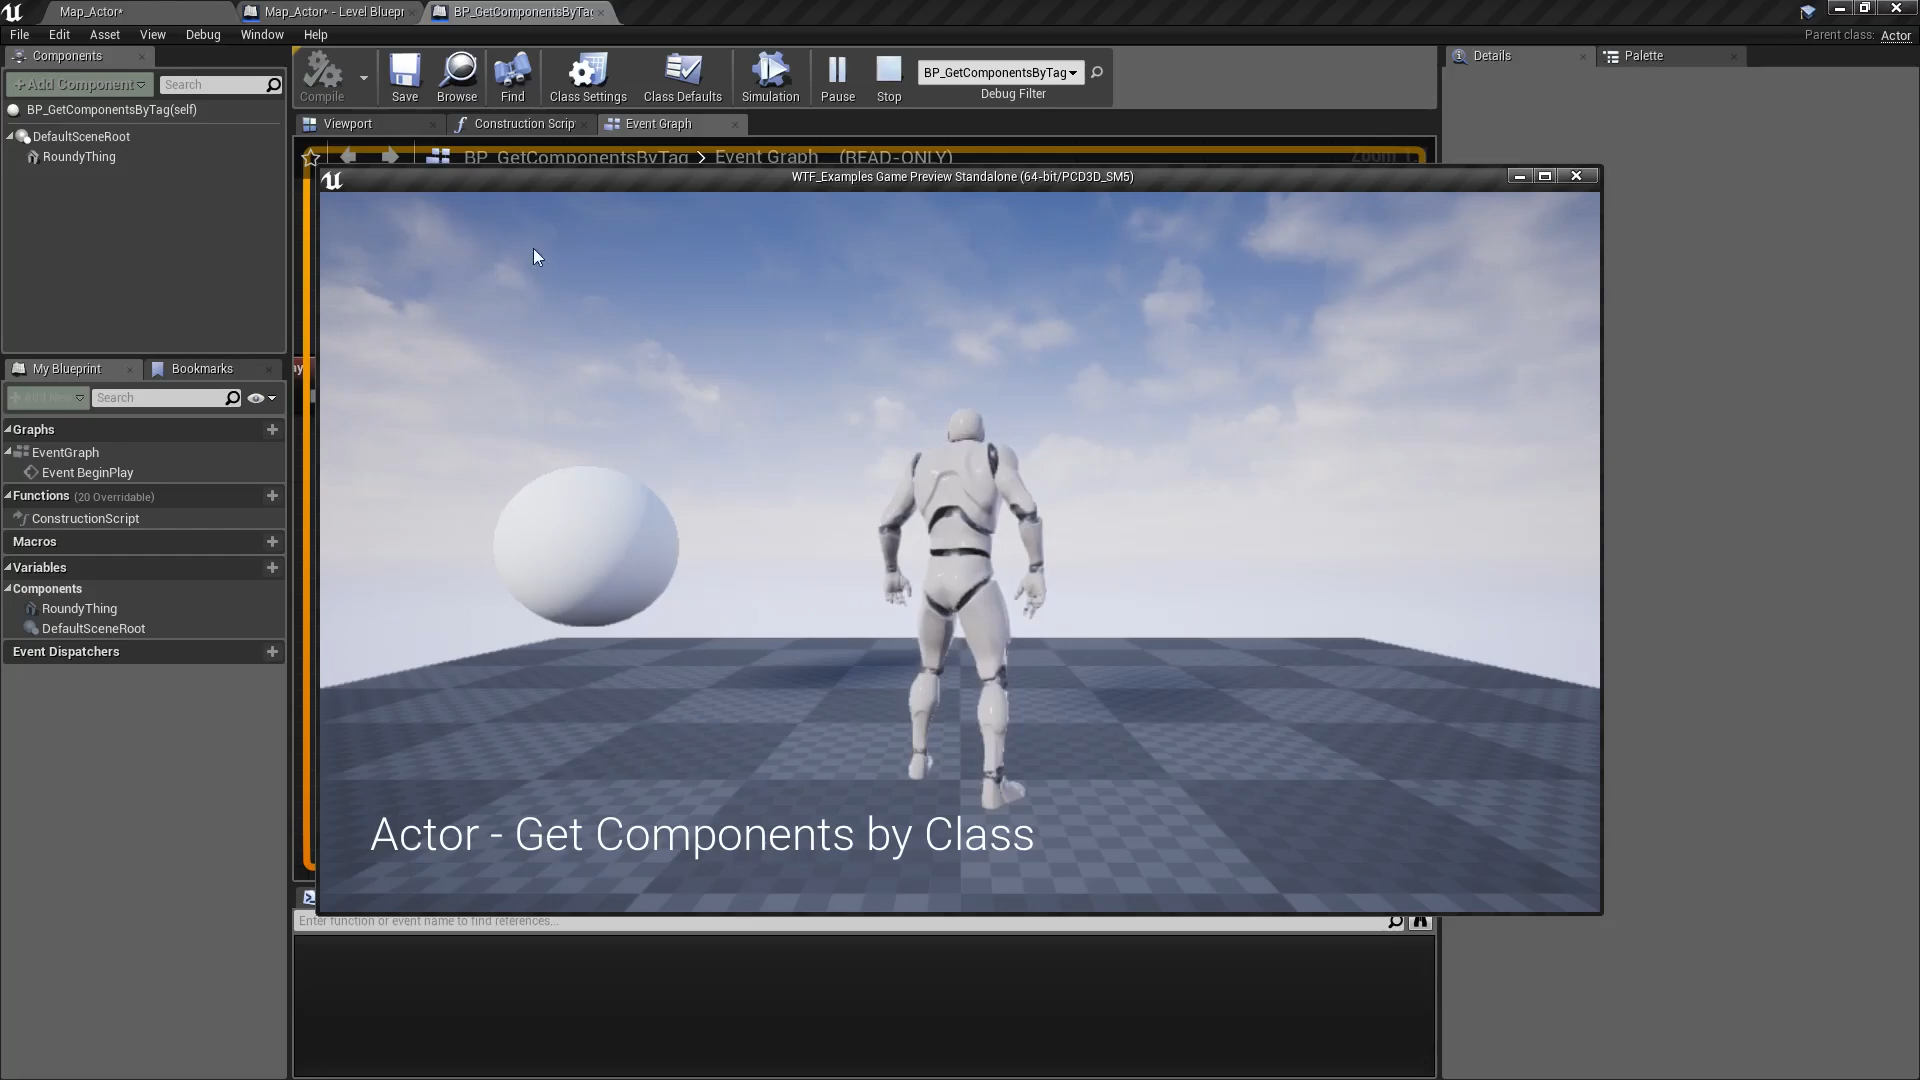 Map_Actor*
Map_Actor* - Level Bluepr
BP_GetComponentsByTag
File
Edit
Asset
View
Debug
Window
Help
Parent class: Actor
Components
+Add Component
Search
BP_GetComponentsByTag(self)
DefaultSceneRoot
RoundyThing
Compile
Save
Browse
Find
Class Settings
Class Defaults
Simulation
Pause
Stop
BP_GetComponentsByTag
Debug Filter
Details
Palette
Viewport
Construction Scrip
Event Graph
BP_GetComponentsByTag > Event Graph (READ-ONLY)
WTF_Examples Game Preview Standalone (64-bit/PCD3D_SM5)
My Blueprint
Bookmarks
Search
Graphs
EventGraph
Event BeginPlay
Functions (20 Overridable)
ConstructionScript
Macros
Variables
Components
RoundyThing
DefaultSceneRoot
Event Dispatchers
Actor - Get Components by Class
Enter function or event name to find references...